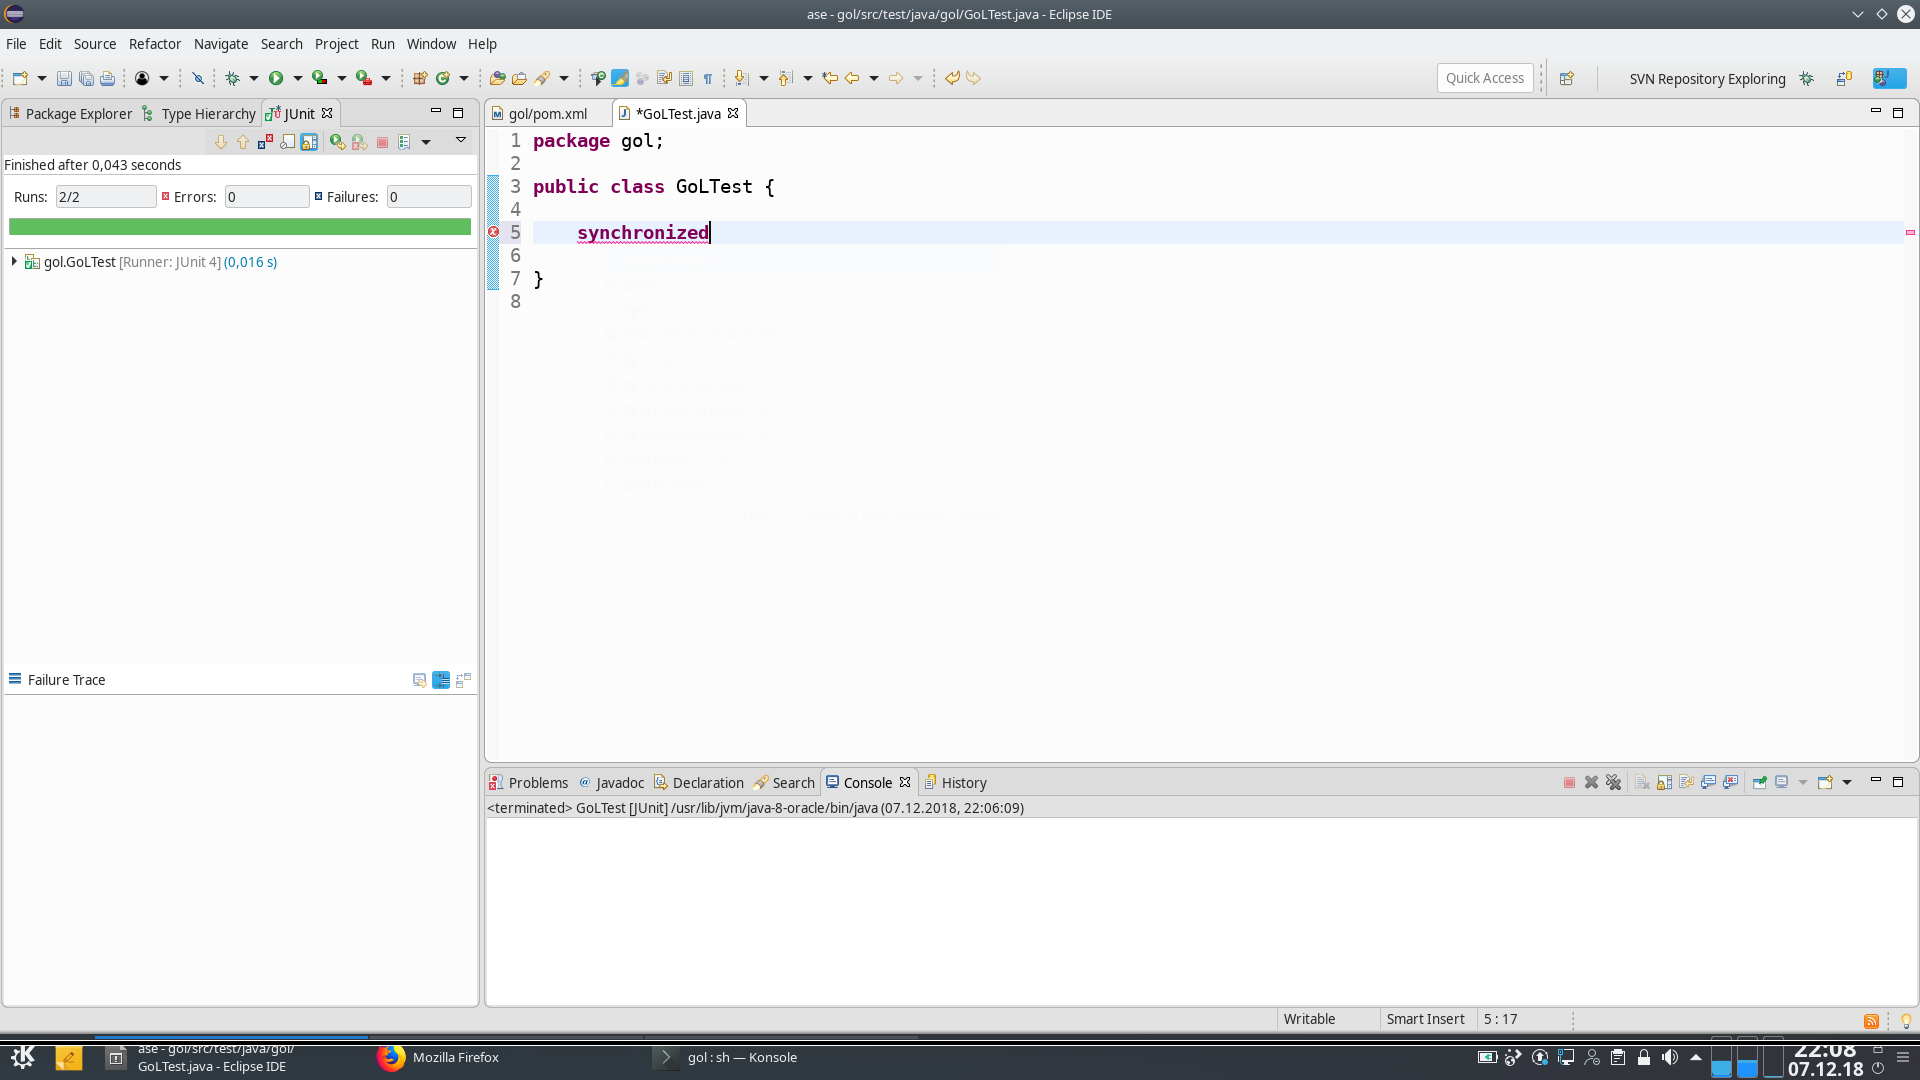 ase - gol/src/test/java/gol/GoLTest.java - Eclipse IDE
File Edit Source Refactor Navigate Search Project Run Window Help
Quick Access
SVN Repository Exploring
Package Explorer Type Hierarchy JUnit
Finished after 0,043 seconds
Runs: 2/2 Errors: 0 Failures: 0
gol.GoLTest [Runner: JUnit 4] (0,016 s)
Failure Trace
gol/pom.xml *GoLTest.java
1 package gol;
2
3 public class GoLTest {
4
5 synchronized
6
7 }
8
Problems Javadoc Declaration Search Console History
<terminated> GoLTest [JUnit] /usr/lib/jvm/java-8-oracle/bin/java (07.12.2018, 22:06:09)
Writable Smart Insert 5 : 17
ase - gol/src/test/java/gol/
GoLTest.java - Eclipse IDE
Mozilla Firefox
gol : sh — Konsole
22:08
07.12.18